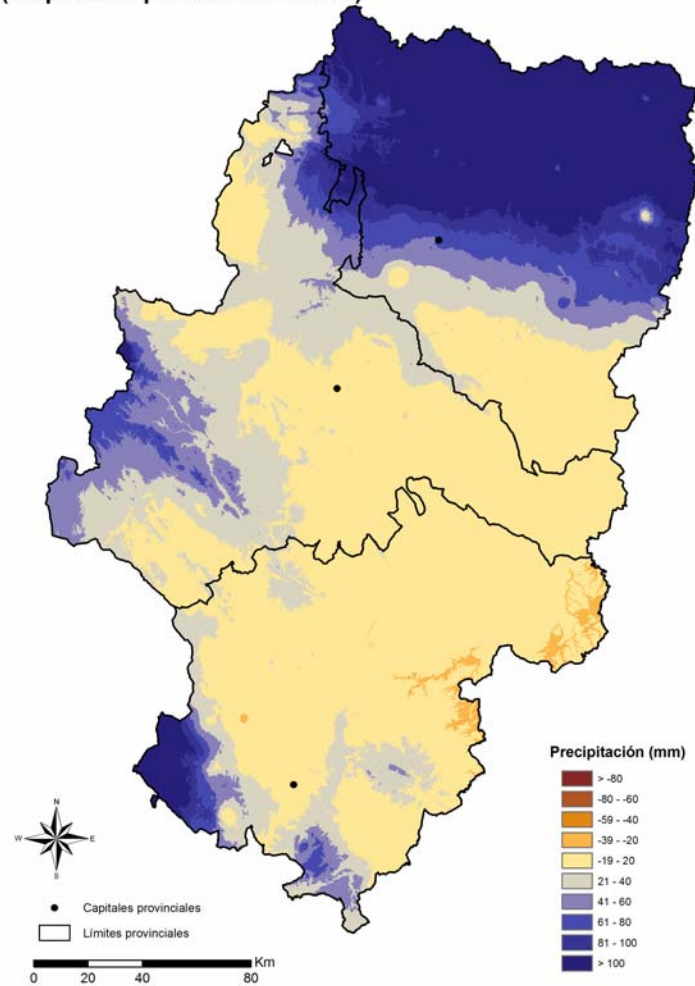 Precipitación (mm)
> -80
-80 - -60
-59 - -40
-39 - -20
-19 - 20
21 - 40
41 - 60
61 - 80
81 - 100
> 100
N
W
E
S
Capitales provinciales
Límites provinciales
Km
0 20 40 80